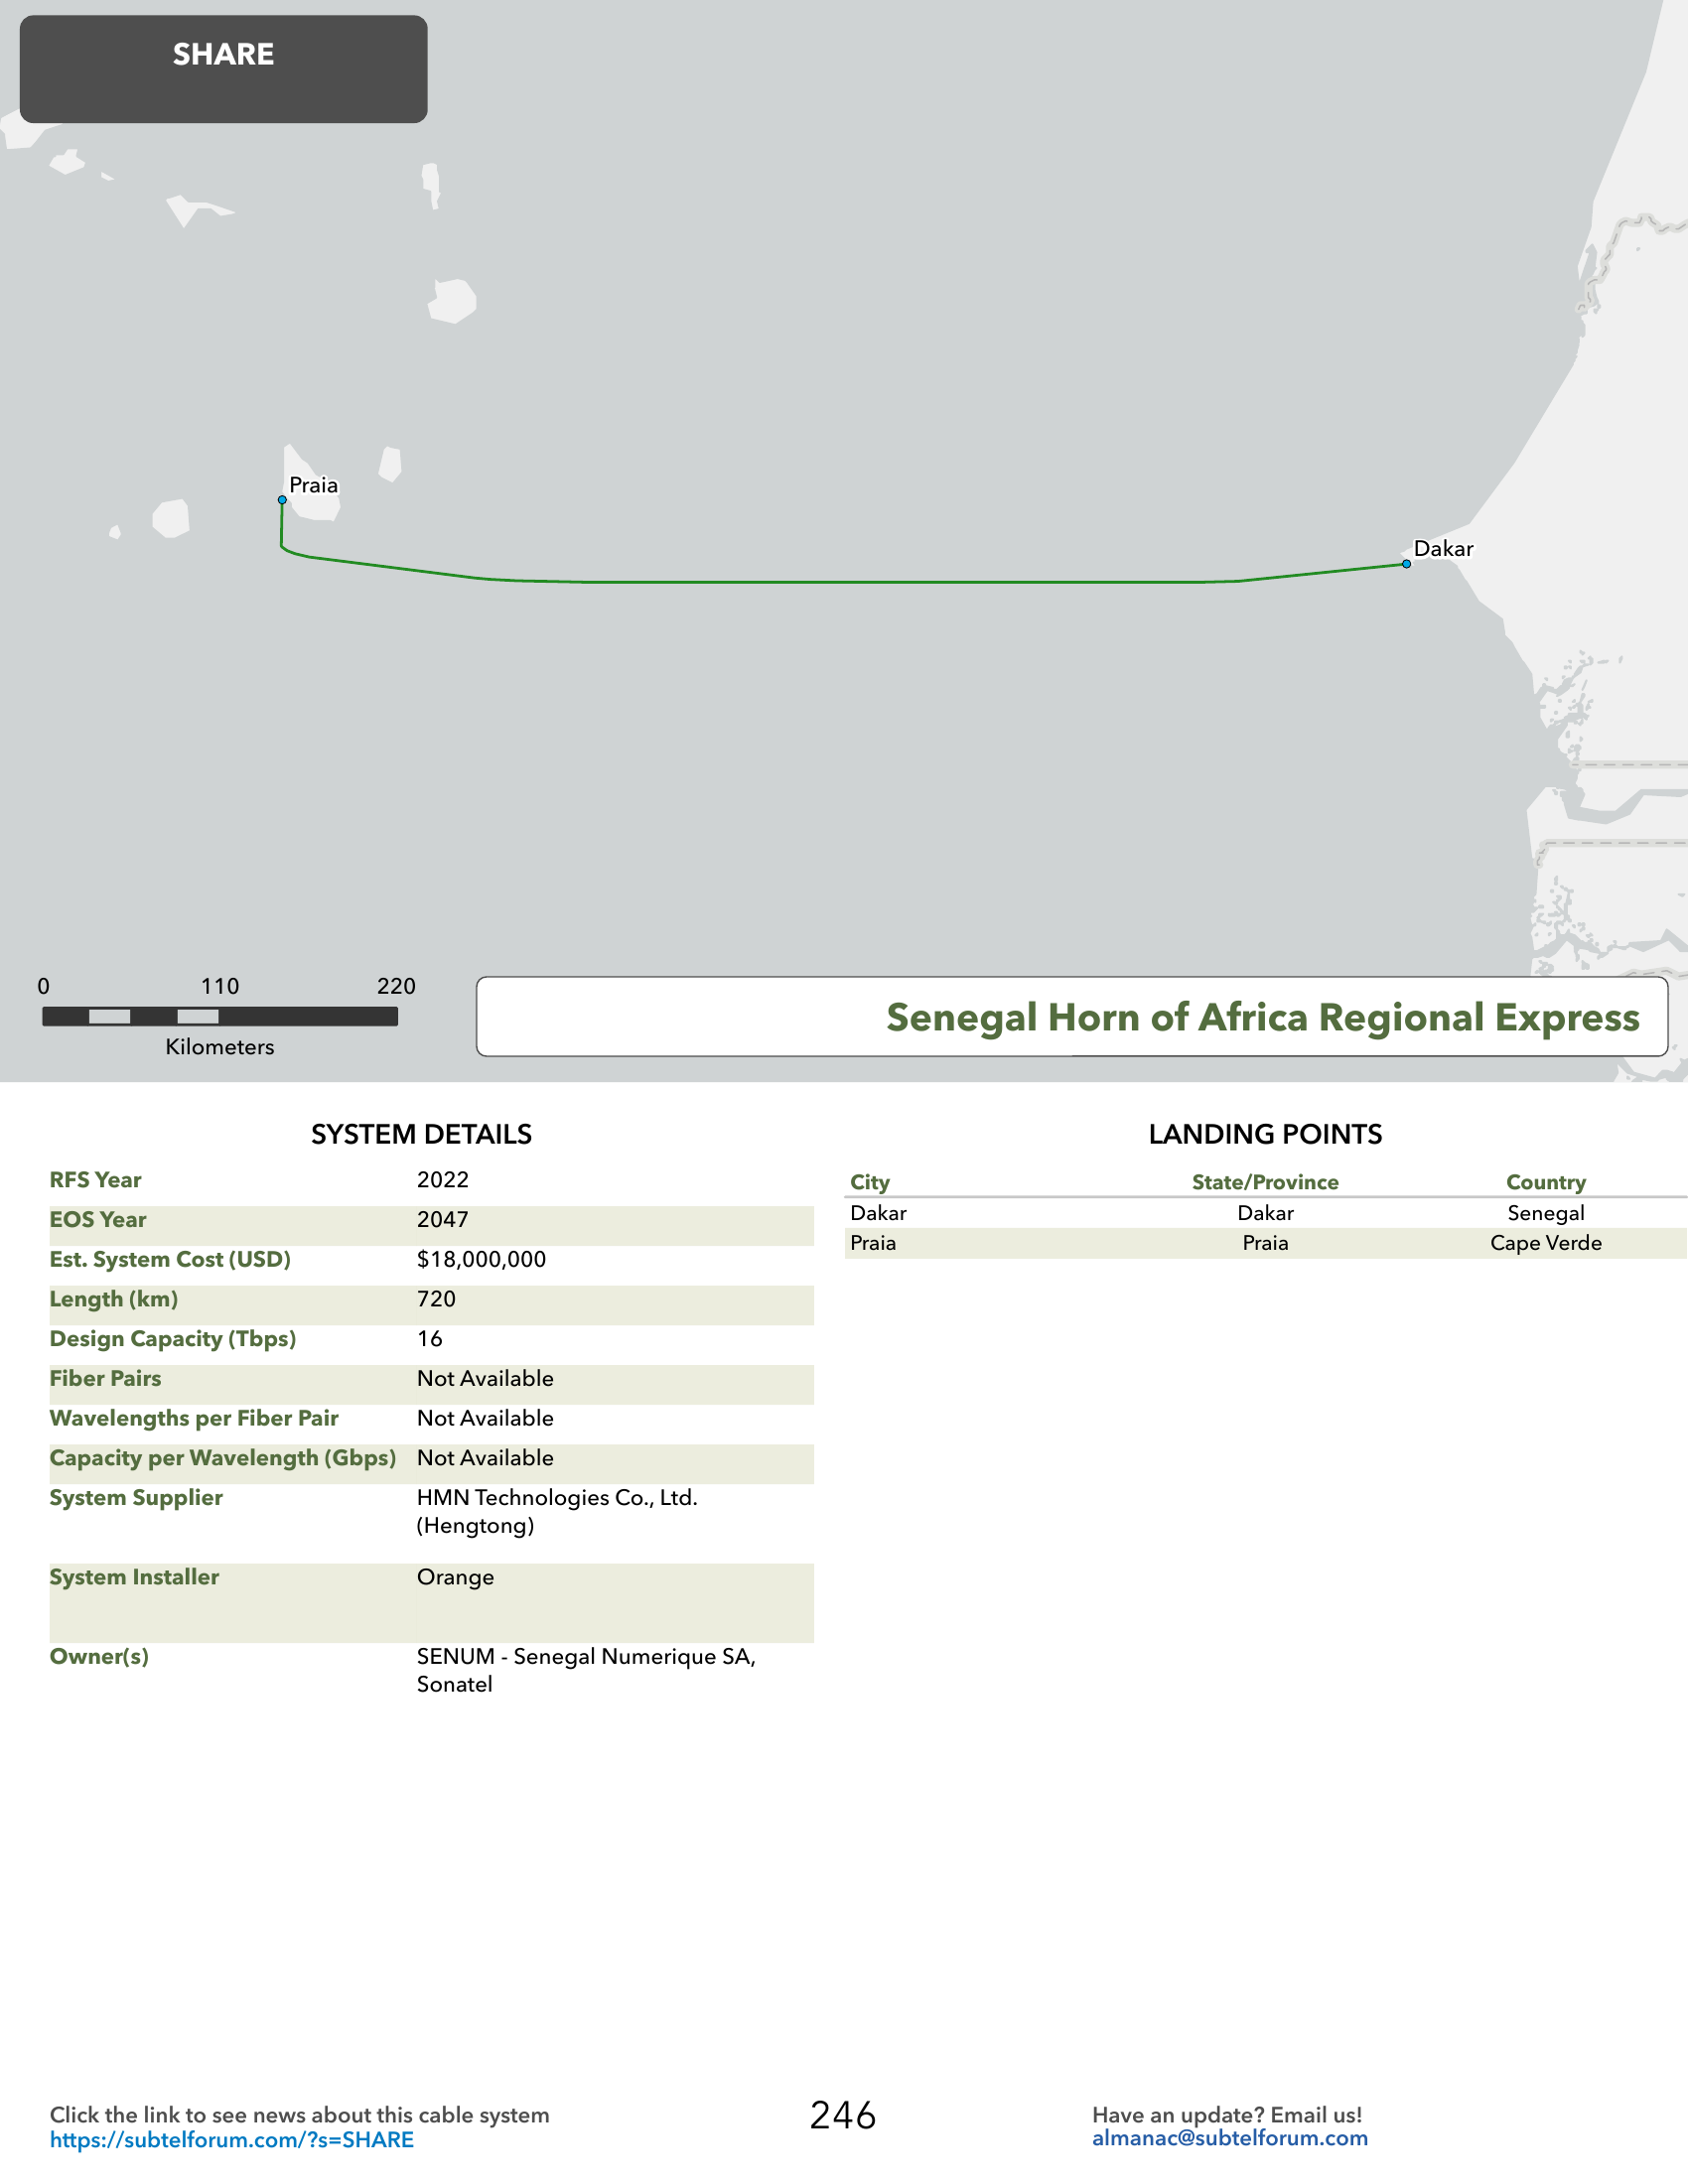 SHARE
Praia
Dakar
0 110 220
Kilometers
Senegal Horn of Africa Regional Express
SYSTEM DETAILS
RFS Year 2022
EOS Year 2047
Est. System Cost (USD) $18,000,000
Length (km) 720
Design Capacity (Tbps) 16
Fiber Pairs Not Available
Wavelengths per Fiber Pair Not Available
Capacity per Wavelength (Gbps) Not Available
System Supplier HMN Technologies Co., Ltd.
(Hengtong)
System Installer Orange
Owner(s) SENUM - Senegal Numerique SA,
Sonatel
LANDING POINTS
City State/Province Country
Dakar Dakar Senegal
Praia Praia Cape Verde
Click the link to see news about this cable system
https://subtelforum.com/?s=SHARE
246
Have an update? Email us!
almanac@subtelforum.com